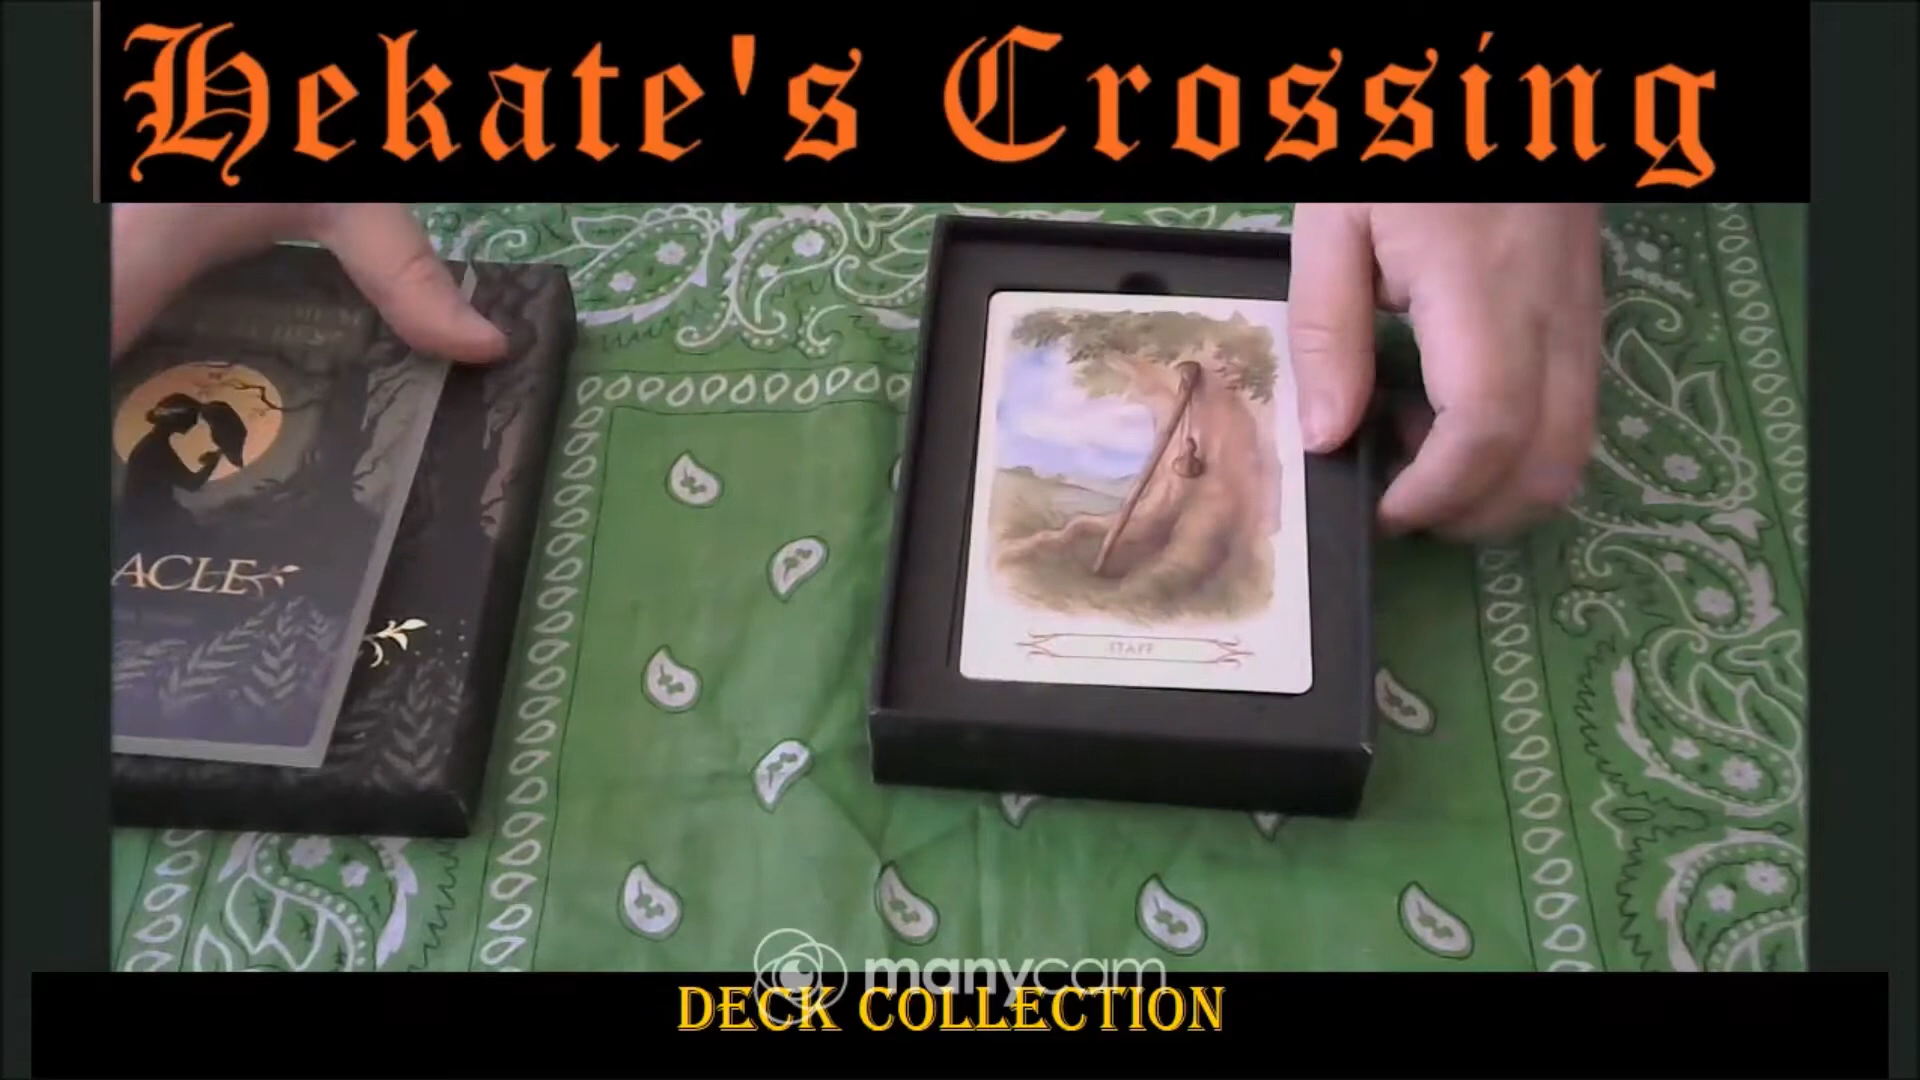 Hekate's Crossing
ACLE
STAFF
manycam
DECK COLLECTION